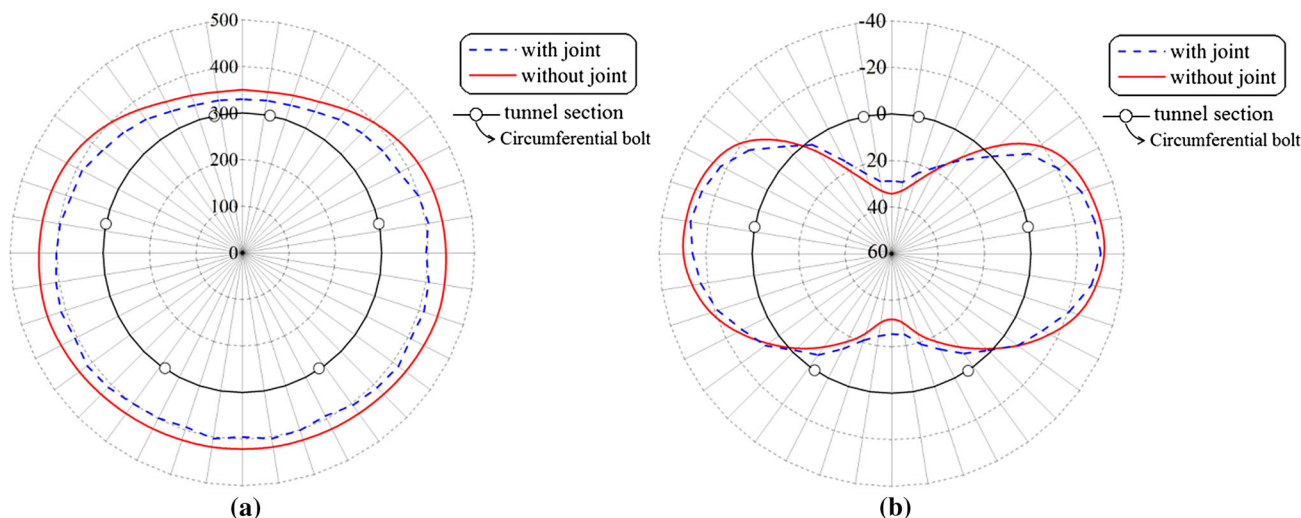 500
400
300
200
100
0
with joint
without joint
tunnel section
Circumferential bolt
(a)
-40
-20
0
20
40
60
with joint
without joint
tunnel section
Circumferential bolt
(b)